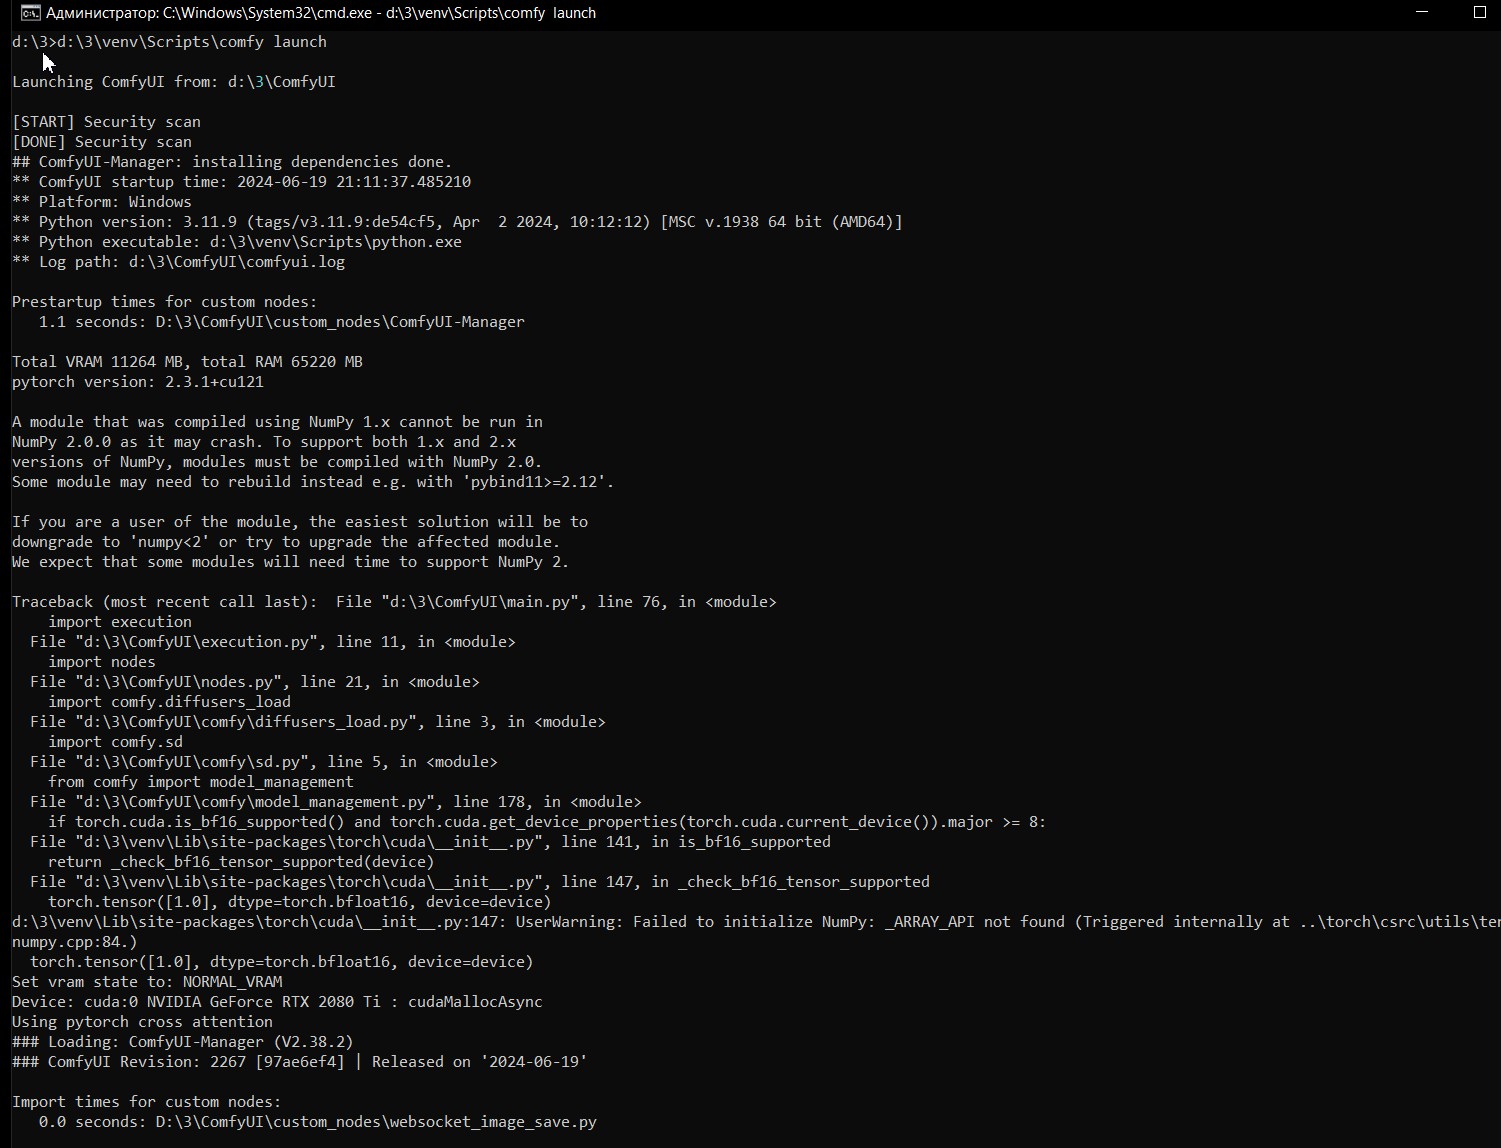 Администратор: C:\Windows\System32\cmd.exe - d:\3\venv\Scripts\comfy launch
d:\3>d:\3\venv\Scripts\comfy launch
Launching ComfyUI from: d:\3\ComfyUI
[START] Security scan
[DONE] Security scan
## ComfyUI-Manager: installing dependencies done.
** ComfyUI startup time: 2024-06-19 21:11:37.485210
** Platform: Windows
** Python version: 3.11.9 (tags/v3.11.9:de54cf5, Apr  2 2024, 10:12:12) [MSC v.1938 64 bit (AMD64)]
** Python executable: d:\3\venv\Scripts\python.exe
** Log path: d:\3\ComfyUI\comfyui.log
Prestartup times for custom nodes:
1.1 seconds: D:\3\ComfyUI\custom_nodes\ComfyUI-Manager
Total VRAM 11264 MB, total RAM 65220 MB
pytorch version: 2.3.1+cu121
A module that was compiled using NumPy 1.x cannot be run in
NumPy 2.0.0 as it may crash. To support both 1.x and 2.x
versions of NumPy, modules must be compiled with NumPy 2.0.
Some module may need to rebuild instead e.g. with 'pybind11>=2.12'.
If you are a user of the module, the easiest solution will be to
downgrade to 'numpy<2' or try to upgrade the affected module.
We expect that some modules will need time to support NumPy 2.
Traceback (most recent call last):  File "d:\3\ComfyUI\main.py", line 76, in <module>
import execution
File "d:\3\ComfyUI\execution.py", line 11, in <module>
import nodes
File "d:\3\ComfyUI\nodes.py", line 21, in <module>
import comfy.diffusers_load
File "d:\3\ComfyUI\comfy\diffusers_load.py", line 3, in <module>
import comfy.sd
File "d:\3\ComfyUI\comfy\sd.py", line 5, in <module>
from comfy import model_management
File "d:\3\ComfyUI\comfy\model_management.py", line 178, in <module>
if torch.cuda.is_bf16_supported() and torch.cuda.get_device_properties(torch.cuda.current_device()).major >= 8:
File "d:\3\venv\Lib\site-packages\torch\cuda\__init__.py", line 141, in is_bf16_supported
return _check_bf16_tensor_supported(device)
File "d:\3\venv\Lib\site-packages\torch\cuda\__init__.py", line 147, in _check_bf16_tensor_supported
torch.tensor([1.0], dtype=torch.bfloat16, device=device)
d:\3\venv\Lib\site-packages\torch\cuda\__init__.py:147: UserWarning: Failed to initialize NumPy: _ARRAY_API not found (Triggered internally at ..\torch\csrc\utils\ten
numpy.cpp:84.)
torch.tensor([1.0], dtype=torch.bfloat16, device=device)
Set vram state to: NORMAL_VRAM
Device: cuda:0 NVIDIA GeForce RTX 2080 Ti : cudaMallocAsync
Using pytorch cross attention
### Loading: ComfyUI-Manager (V2.38.2)
### ComfyUI Revision: 2267 [97ae6ef4] | Released on '2024-06-19'
Import times for custom nodes:
0.0 seconds: D:\3\ComfyUI\custom_nodes\websocket_image_save.py